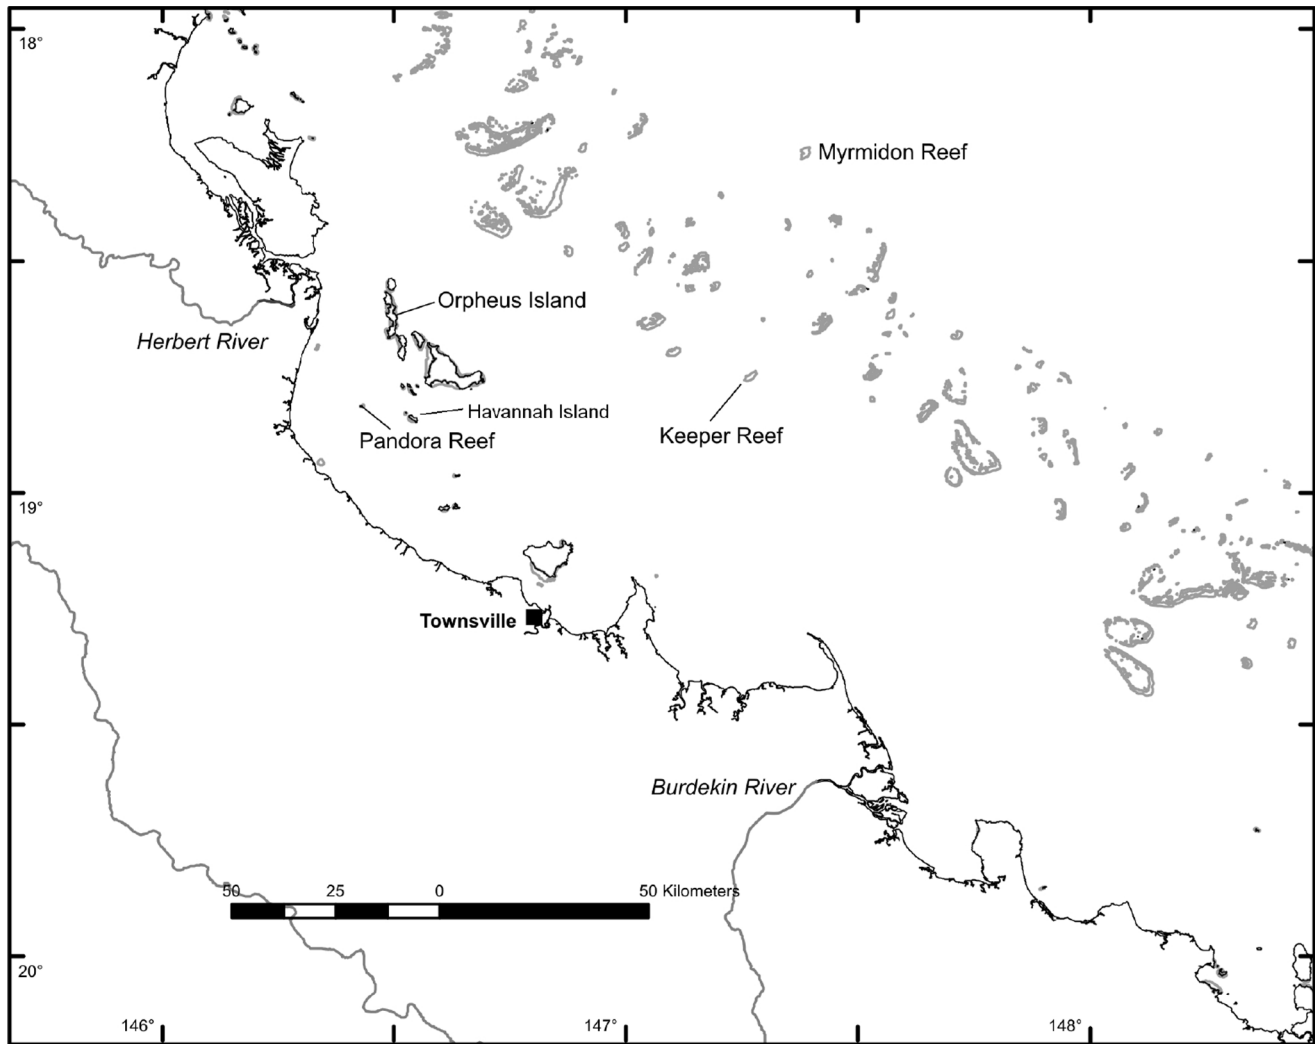 18°
Myrmidon Reef
Orpheus Island
Herbert River
Havannah Island
Pandora Reef
Keeper Reef
19°
Townsville
Burdekin River
50 25 0 50 Kilometers
20°
146° 147° 148°